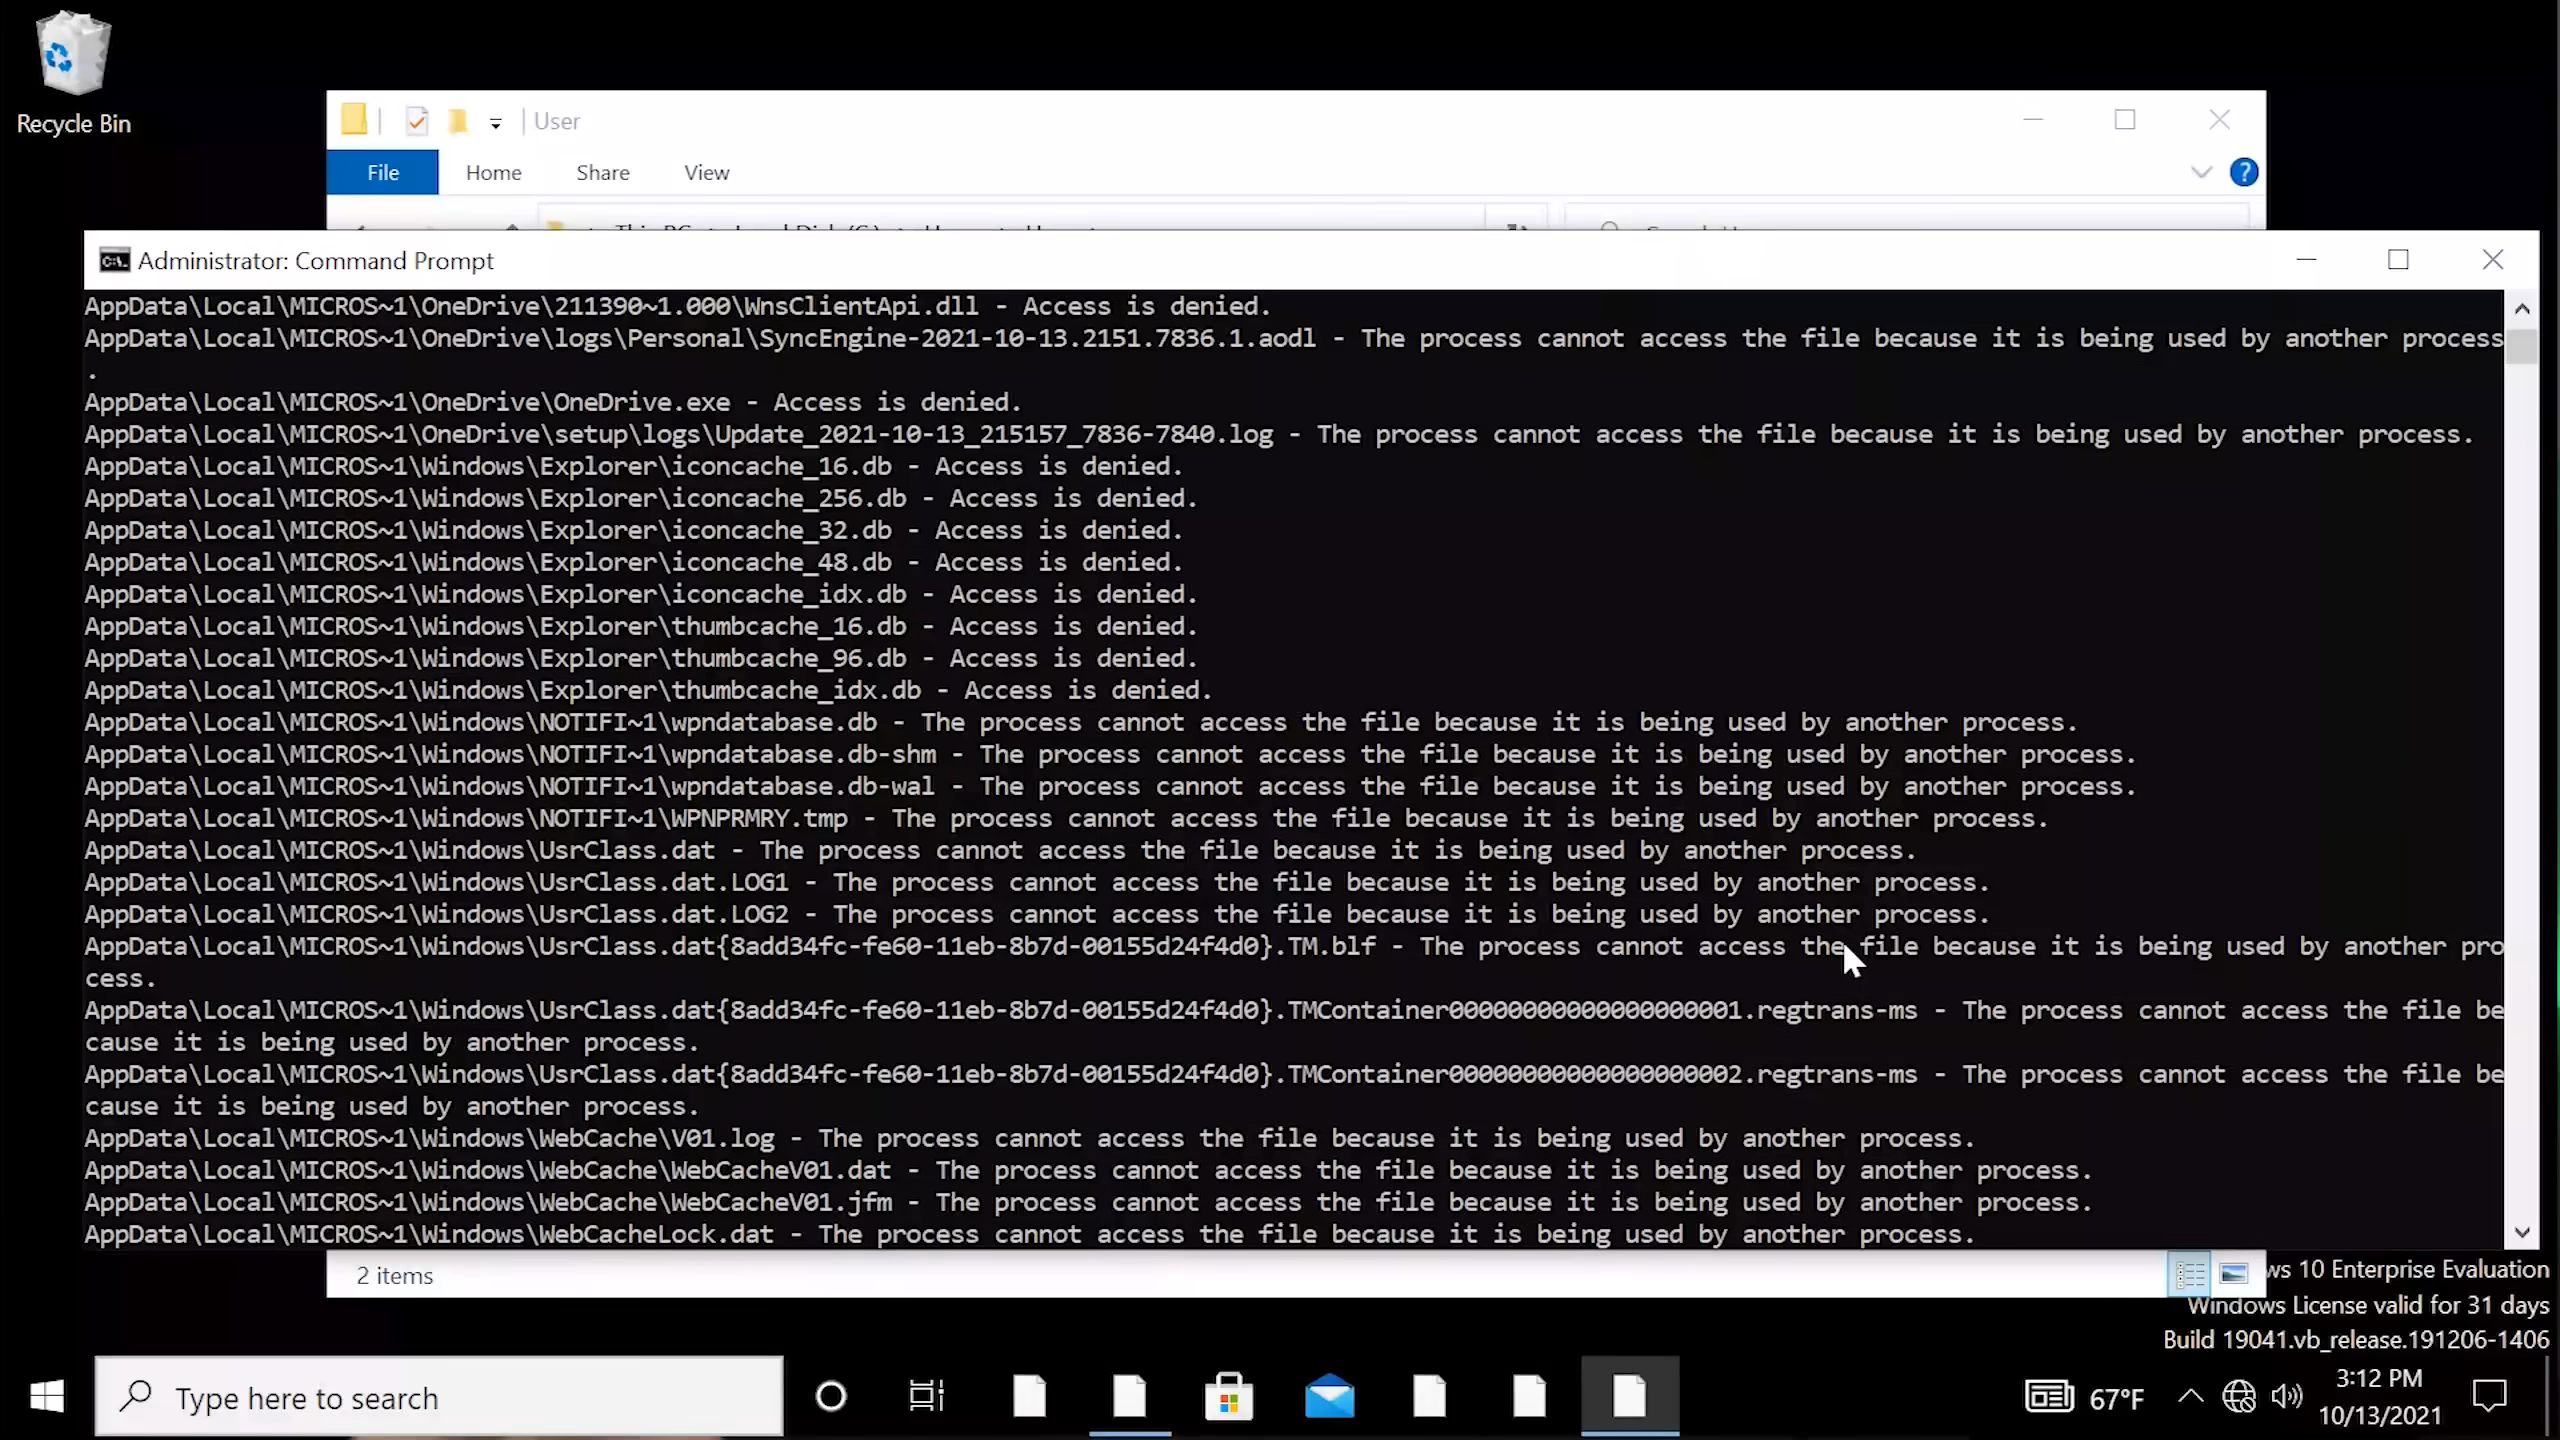 Recycle Bin
User
File Home Share View
Administrator: Command Prompt
AppData\Local\MICROS~1\OneDrive\211390~1.000\WnsClientApi.dll - Access is denied.
AppData\Local\MICROS~1\OneDrive\logs\Personal\SyncEngine-2021-10-13.2151.7836.1.aodl - The process cannot access the file because it is being used by another process
.
AppData\Local\MICROS~1\OneDrive\OneDrive.exe - Access is denied.
AppData\Local\MICROS~1\OneDrive\setup\logs\Update_2021-10-13_215157_7836-7840.log - The process cannot access the file because it is being used by another process.
AppData\Local\MICROS~1\Windows\Explorer\iconcache_16.db - Access is denied.
AppData\Local\MICROS~1\Windows\Explorer\iconcache_256.db - Access is denied.
AppData\Local\MICROS~1\Windows\Explorer\iconcache_32.db - Access is denied.
AppData\Local\MICROS~1\Windows\Explorer\iconcache_48.db - Access is denied.
AppData\Local\MICROS~1\Windows\Explorer\iconcache_idx.db - Access is denied.
AppData\Local\MICROS~1\Windows\Explorer\thumbcache_16.db - Access is denied.
AppData\Local\MICROS~1\Windows\Explorer\thumbcache_96.db - Access is denied.
AppData\Local\MICROS~1\Windows\Explorer\thumbcache_idx.db - Access is denied.
AppData\Local\MICROS~1\Windows\NOTIFI~1\wpndatabase.db - The process cannot access the file because it is being used by another process.
AppData\Local\MICROS~1\Windows\NOTIFI~1\wpndatabase.db-shm - The process cannot access the file because it is being used by another process.
AppData\Local\MICROS~1\Windows\NOTIFI~1\wpndatabase.db-wal - The process cannot access the file because it is being used by another process.
AppData\Local\MICROS~1\Windows\NOTIFI~1\WPNPRMRY.tmp - The process cannot access the file because it is being used by another process.
AppData\Local\MICROS~1\Windows\UsrClass.dat - The process cannot access the file because it is being used by another process.
AppData\Local\MICROS~1\Windows\UsrClass.dat.LOG1 - The process cannot access the file because it is being used by another process.
AppData\Local\MICROS~1\Windows\UsrClass.dat.LOG2 - The process cannot access the file because it is being used by another process.
AppData\Local\MICROS~1\Windows\UsrClass.dat{8add34fc-fe60-11eb-8b7d-00155d24f4d0}.TM.blf - The process cannot access the file because it is being used by another pro
cess.
AppData\Local\MICROS~1\Windows\UsrClass.dat{8add34fc-fe60-11eb-8b7d-00155d24f4d0}.TMContainer00000000000000000001.regtrans-ms - The process cannot access the file be
cause it is being used by another process.
AppData\Local\MICROS~1\Windows\UsrClass.dat{8add34fc-fe60-11eb-8b7d-00155d24f4d0}.TMContainer00000000000000000002.regtrans-ms - The process cannot access the file be
cause it is being used by another process.
AppData\Local\MICROS~1\Windows\WebCache\V01.log - The process cannot access the file because it is being used by another process.
AppData\Local\MICROS~1\Windows\WebCache\WebCacheV01.dat - The process cannot access the file because it is being used by another process.
AppData\Local\MICROS~1\Windows\WebCache\WebCacheV01.jfm - The process cannot access the file because it is being used by another process.
AppData\Local\MICROS~1\Windows\WebCacheLock.dat - The process cannot access the file because it is being used by another process.
2 items
ws 10 Enterprise Evaluation
Windows License valid for 31 days
Build 19041.vb_release.191206-1406
Type here to search
67°F
3:12 PM
10/13/2021